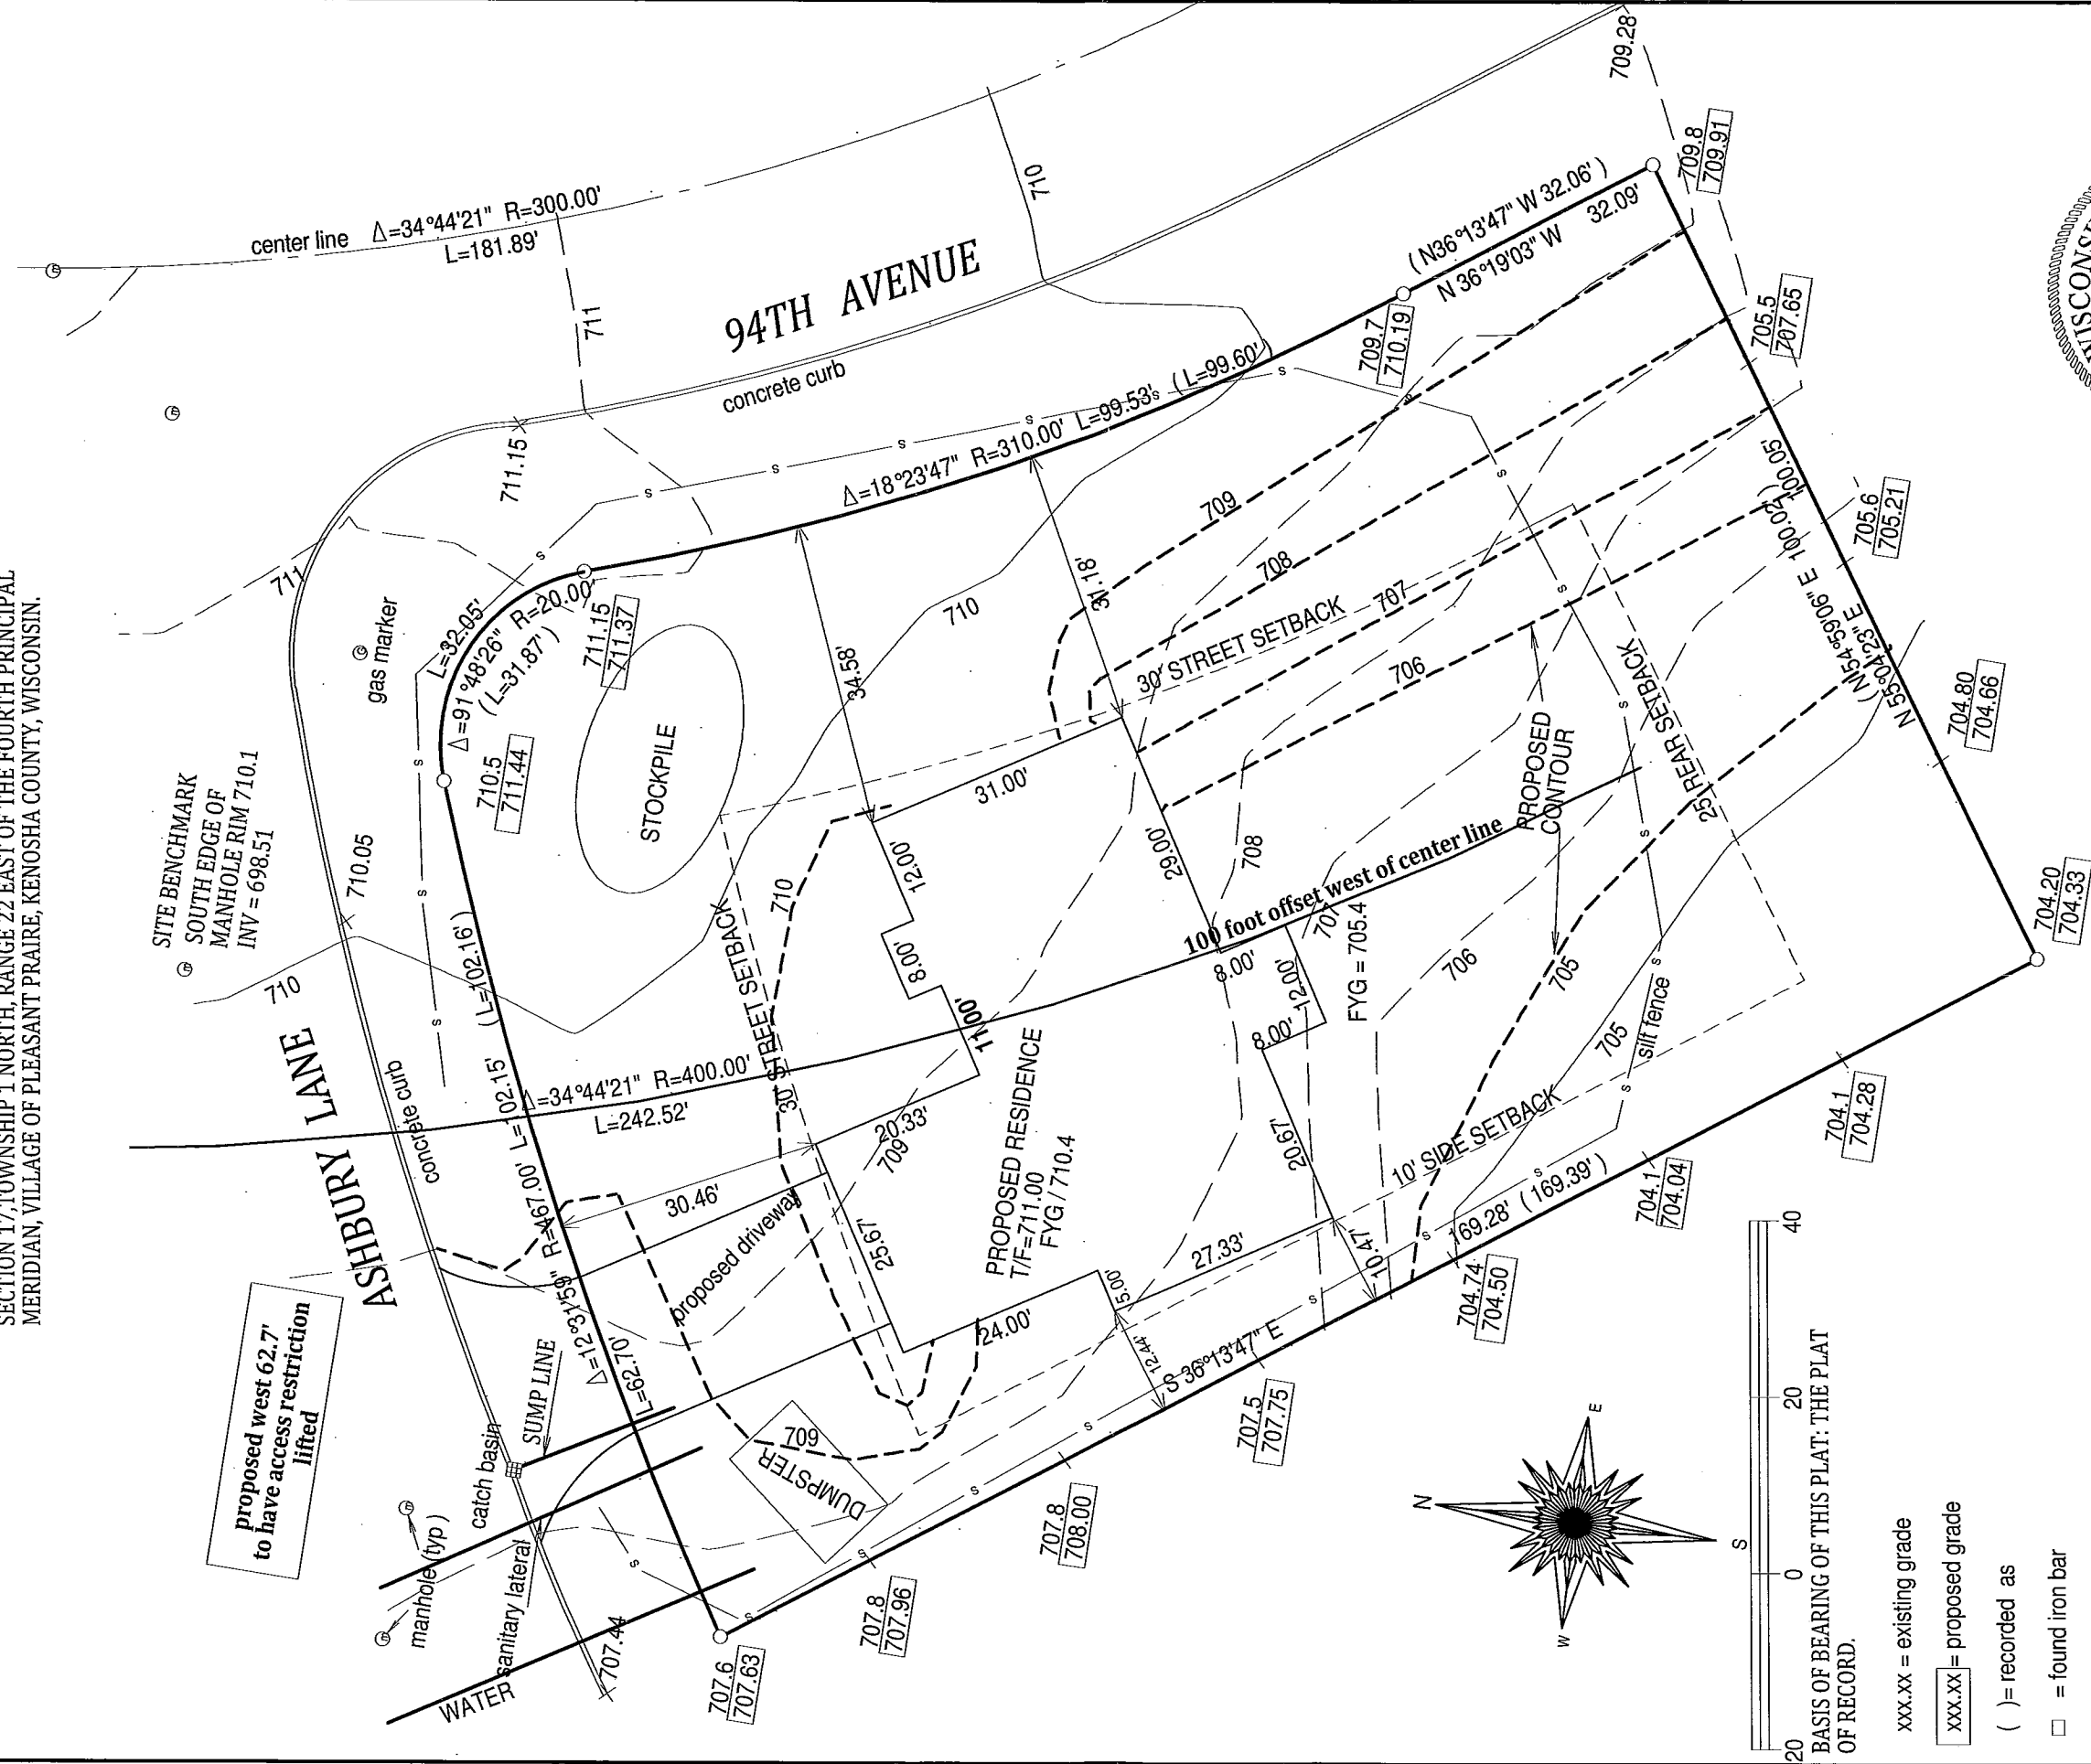 SECTION 17, TOWNSHIP 1 NORTH, RANGE 22 EAST OF THE FOURTH PRINCIPAL
MERIDIAN, VILLAGE OF PLEASANT PRAIRIE, KENOSHA COUNTY, WISCONSIN.
SITE BENCHMARK
SOUTH EDGE OF
MANHOLE RIM 710.1
INV = 698.51
center line Δ=34°44'21" R=300.00'
L=181.89'
711
710
94TH AVENUE
concrete curb
709.28
711.15
711
gas marker
710.05
710
ASHBURY LANE
concrete curb
proposed west 62.7'
to have access restriction
lifted
L=32.05'
Δ=91°48'26" R=20.00'
(L=31.87')
711.15
711.37
710.5
711.44
STOCKPILE
Δ=18°23'47" R=310.00' L=99.53' (L=99.60')
(N36°13'47" W 32.06')
N 36°19'03" W 32.09'
709.7
710.19
709.8
709.91
705.5
707.65
705.6
705.21
704.80
704.66
704.20
704.33
(N54°59'06" E 100.02')
N 55°04'23" E 100.05'
34.58'
31.18'
710
709
708
707
706
30' STREET SETBACK
25' REAR SETBACK
PROPOSED
CONTOUR
31.00'
12.00'
8.00'
11.00'
29.00'
708
100 foot offset west of center line
707
8.00'
12.00'
8.00'
FYG = 705.4
706
705
705
silt fence
Δ=12°31'59" R=467.00' L=102.15' (L=102.16')
L=62.70'
Δ=34°44'21" R=400.00'
L=242.52'
30' STREET SETBACK
710
20.33'
709
30.46'
proposed driveway
25.67'
PROPOSED RESIDENCE
T/F=711.00
FYG / 710.4
20.67'
10' SIDE SETBACK
27.33'
5.00'
24.00'
12.44'
10.47'
S 36°13'47" E
169.28' (169.39')
704.1
704.28
704.1
704.04
704.74
704.50
707.5
707.75
707.8
708.00
707.8
707.96
707.6
707.63
SUMP LINE
catch basin
manhole (typ)
sanitary lateral
WATER
707.44
709
DUMPSTER
N
E
S
W
20 0 20 40
BASIS OF BEARING OF THIS PLAT: THE PLAT
OF RECORD.
xxx.xx = existing grade
xxx.xx = proposed grade
( )= recorded as
□ = found iron bar